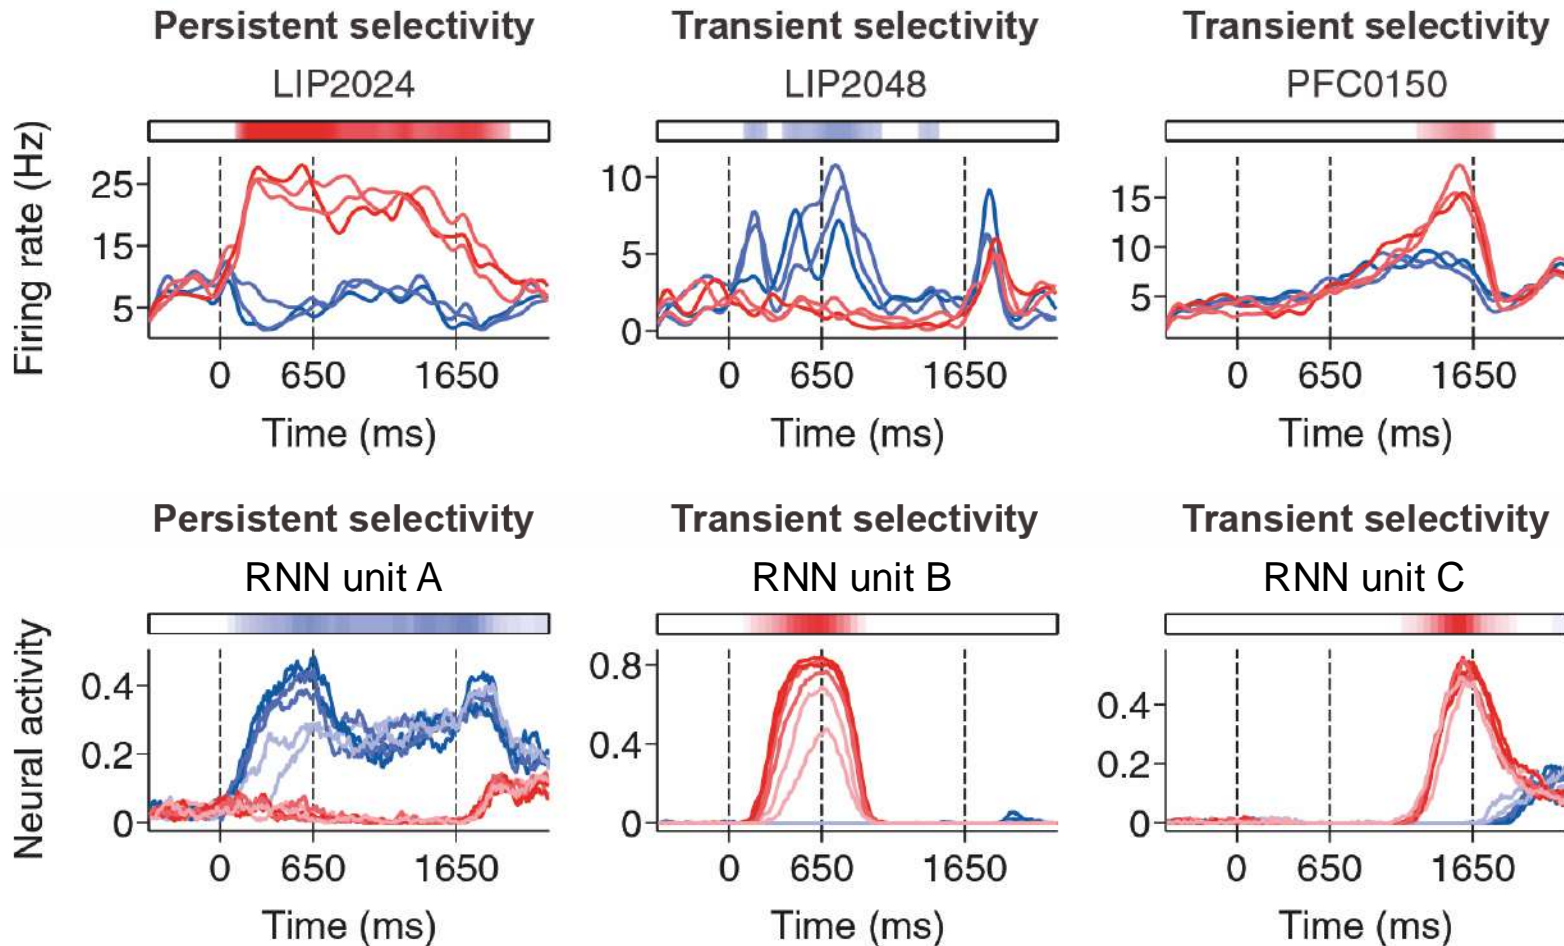 Persistent selectivity Transient selectivity Transient selectivity
LIP2024 LIP2048 PFC0150
Firing rate (Hz)
25 15 5
10 5 0
15 10 5
0 650 1650 0 650 1650 0 650 1650
Time (ms) Time (ms) Time (ms)
Persistent selectivity Transient selectivity Transient selectivity
RNN unit A RNN unit B RNN unit C
Neural activity
0.4 0.2 0
0.8 0.4 0
0.4 0.2 0
0 650 1650 0 650 1650 0 650 1650
Time (ms) Time (ms) Time (ms)